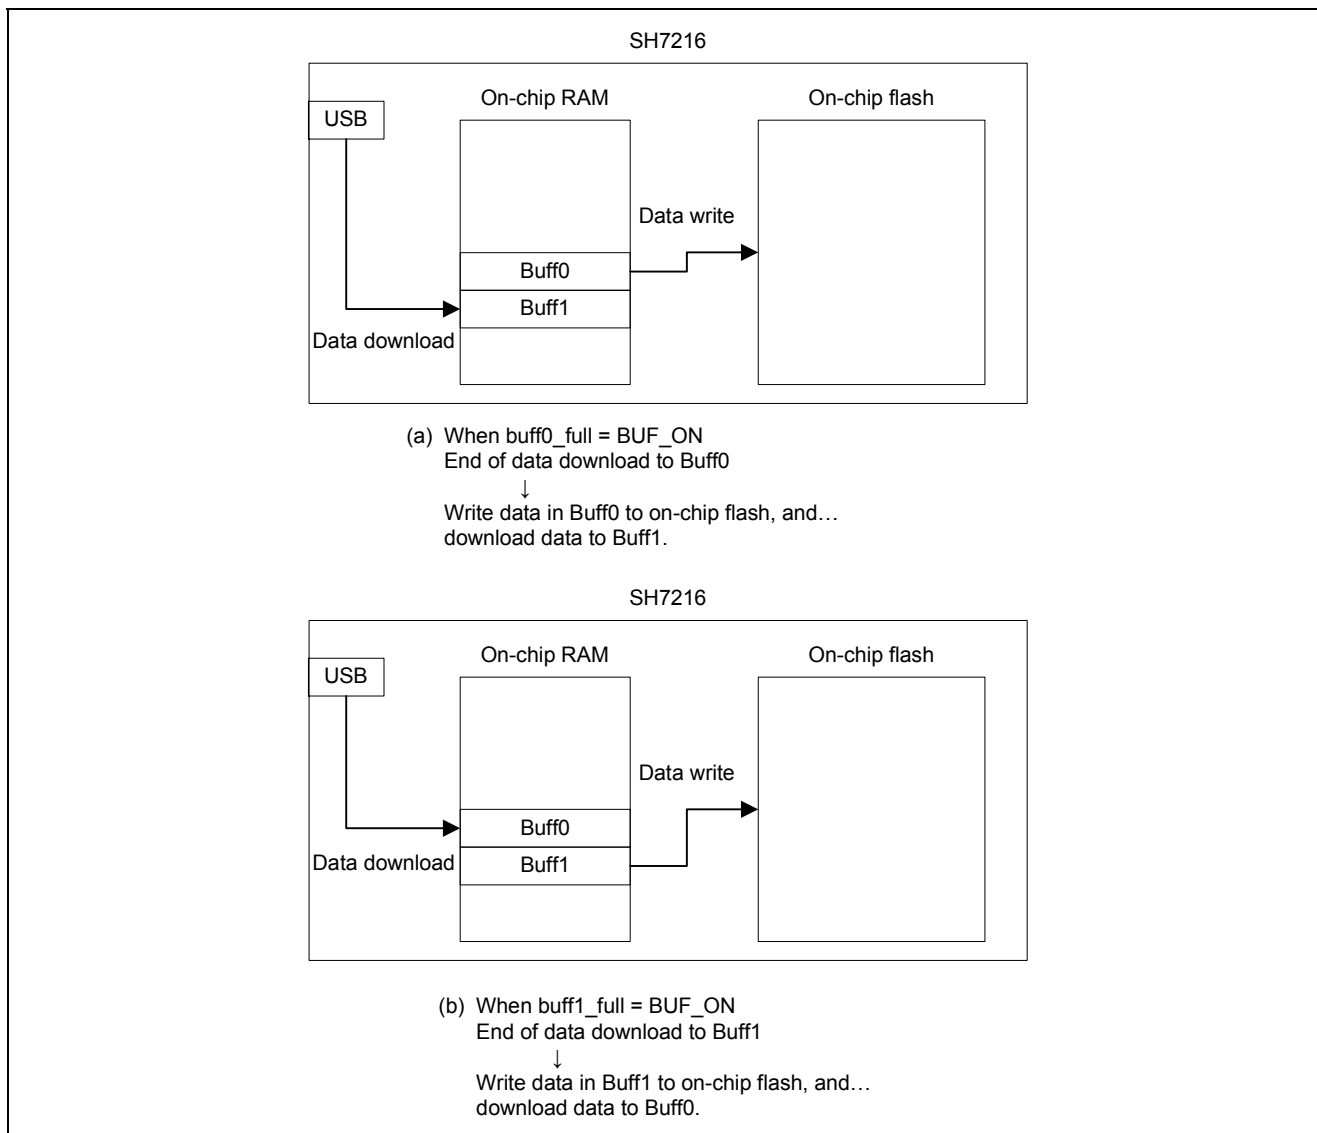 SH7216
On-chip RAM
On-chip flash
USB
Data write
Buff0
Buff1
Data download
(a) When buff0_full = BUF_ON
End of data download to Buff0
↓
Write data in Buff0 to on-chip flash, and…
download data to Buff1.
SH7216
On-chip RAM
On-chip flash
USB
Data write
Buff0
Data download
Buff1
(b) When buff1_full = BUF_ON
End of data download to Buff1
↓
Write data in Buff1 to on-chip flash, and…
download data to Buff0.